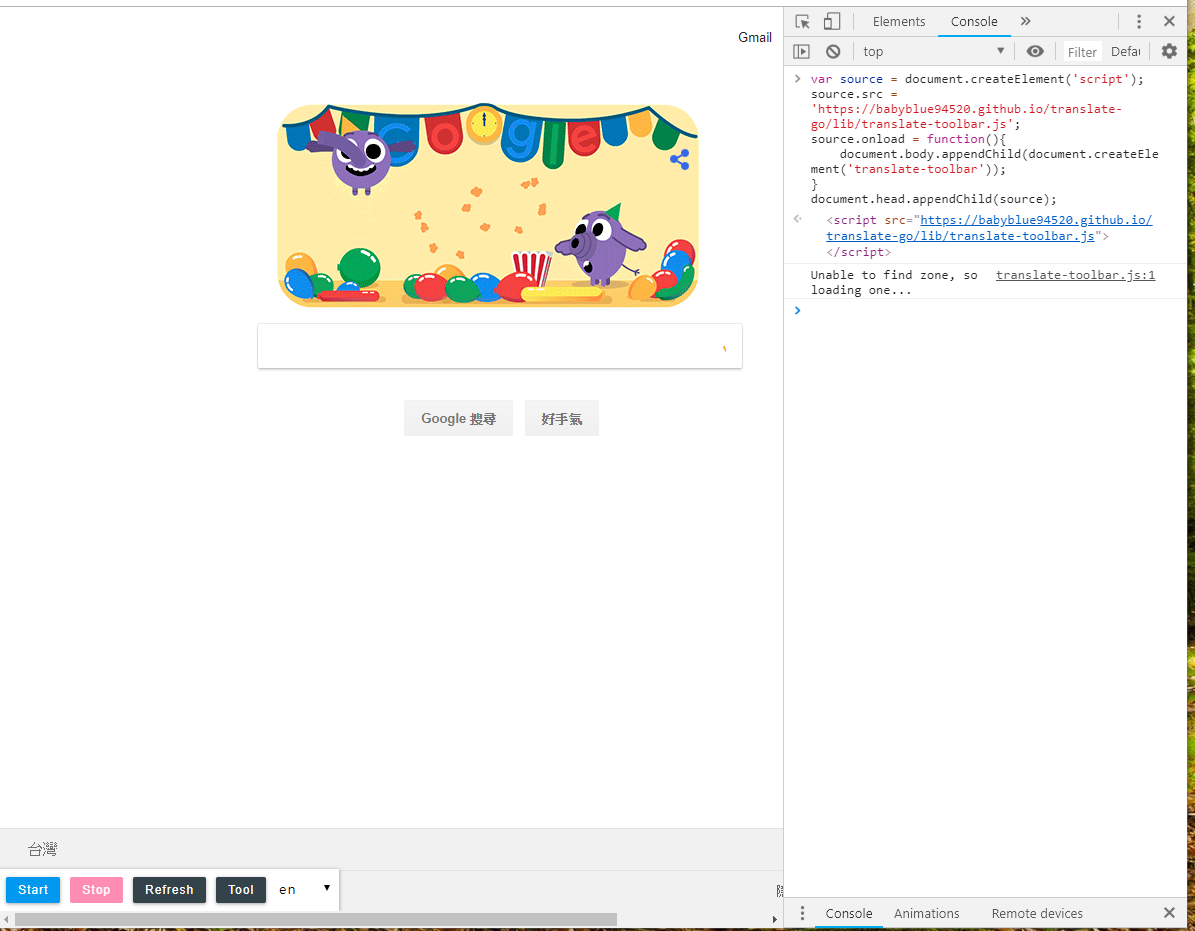 Gmail
Google
Google 搜尋
好手氣
台灣
Start Stop Refresh Tool en
Elements Console »
top Filter Defau
var source = document.createElement('script');
source.src =
'https://babyblue94520.github.io/translate-
go/lib/translate-toolbar.js';
source.onload = function(){
document.body.appendChild(document.createEle
ment('translate-toolbar'));
}
document.head.appendChild(source);
<script src="https://babyblue94520.github.io/
translate-go/lib/translate-toolbar.js">
</script>
Unable to find zone, so translate-toolbar.js:1
loading one...
Console Animations Remote devices